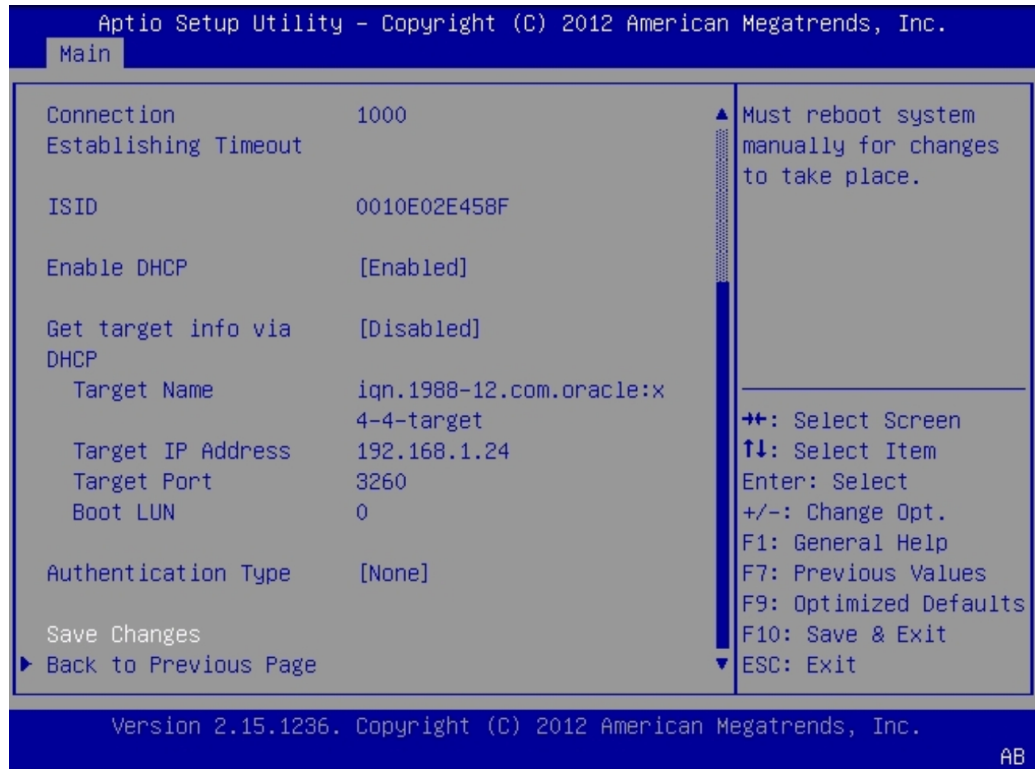 Aptio Setup Utility – Copyright (C) 2012 American Megatrends, Inc.
Main
Connection 1000
Establishing Timeout
ISID 0010E02E458F
Enable DHCP [Enabled]
Get target info via [Disabled]
DHCP
Target Name iqn.1988-12.com.oracle:x
4-4-target
Target IP Address 192.168.1.24
Target Port 3260
Boot LUN 0
Authentication Type [None]
Save Changes
Back to Previous Page
Must reboot system
manually for changes
to take place.
→←: Select Screen
↑↓: Select Item
Enter: Select
+/-: Change Opt.
F1: General Help
F7: Previous Values
F9: Optimized Defaults
F10: Save & Exit
ESC: Exit
Version 2.15.1236. Copyright (C) 2012 American Megatrends, Inc.
AB